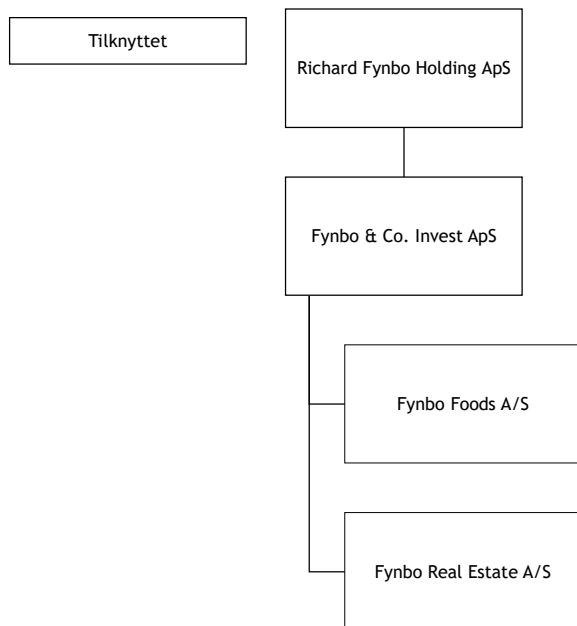 Tilknyttet
Richard Fynbo Holding ApS
Fynbo & Co. Invest ApS
Fynbo Foods A/S
Fynbo Real Estate A/S